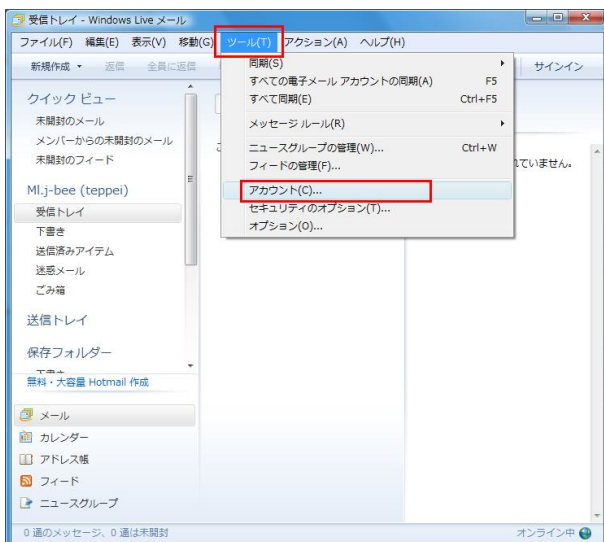 受信トレイ - Windows Live メール
ファイル(F) 編集(E) 表示(V) 移動(G) ツール(T) アクション(A) ヘルプ(H)
新規作成 返信 全員に返信 サインイン
同期(S)
すべての電子メール アカウントの同期(A) F5
すべて同期(E) Ctrl+F5
メッセージ ルール(R)
ニュースグループの管理(W)... Ctrl+W
フィードの管理(F)...
アカウント(C)...
セキュリティのオプション(T)...
オプション(O)...
れていません。
クイック ビュー
未開封のメール
メンバーからの未開封のメール
未開封のフィード
Ml.j-bee (teppei)
受信トレイ
下書き
送信済みアイテム
迷惑メール
ごみ箱
送信トレイ
保存フォルダー
無料・大容量 Hotmail 作成
メール
カレンダー
アドレス帳
フィード
ニュースグループ
0 通のメッセージ、0 通は未開封
オンライン中